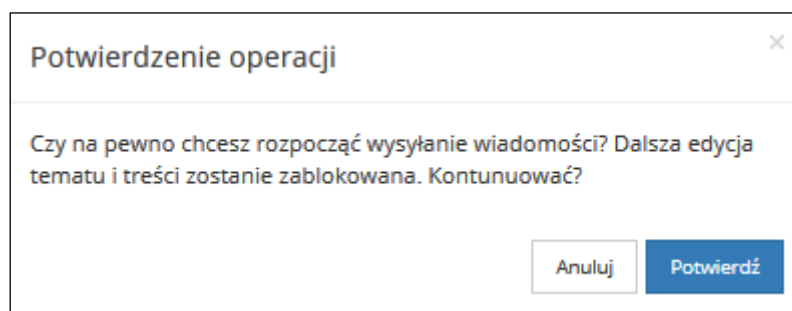 Potwierdzenie operacji
Czy na pewno chcesz rozpocząć wysyłanie wiadomości? Dalsza edycja
tematu i treści zostanie zablokowana. Kontunuować?
Anuluj Potwierdź